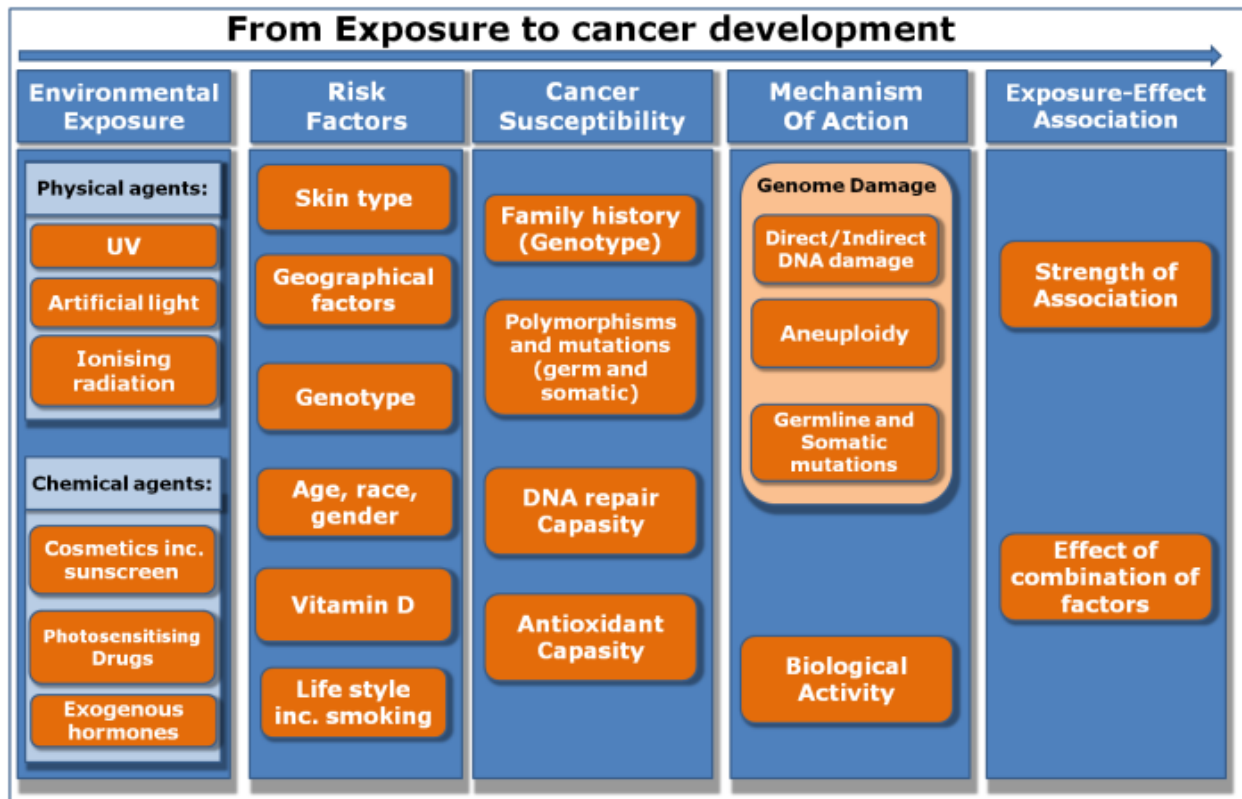 From Exposure to cancer development
Environmental
Exposure
Physical agents:
UV
Artificial light
Ionising
radiation
Chemical agents:
Cosmetics inc.
sunscreen
Photosensitising
Drugs
Exogenous
hormones
Risk
Factors
Skin type
Geographical
factors
Genotype
Age, race,
gender
Vitamin D
Life style
inc. smoking
Cancer
Susceptibility
Family history
(Genotype)
Polymorphisms
and mutations
(germ and
somatic)
DNA repair
Capasity
Antioxidant
Capasity
Mechanism
Of Action
Genome Damage
Direct/Indirect
DNA damage
Aneuploidy
Germline and
Somatic
mutations
Biological
Activity
Exposure-Effect
Association
Strength of
Association
Effect of
combination of
factors